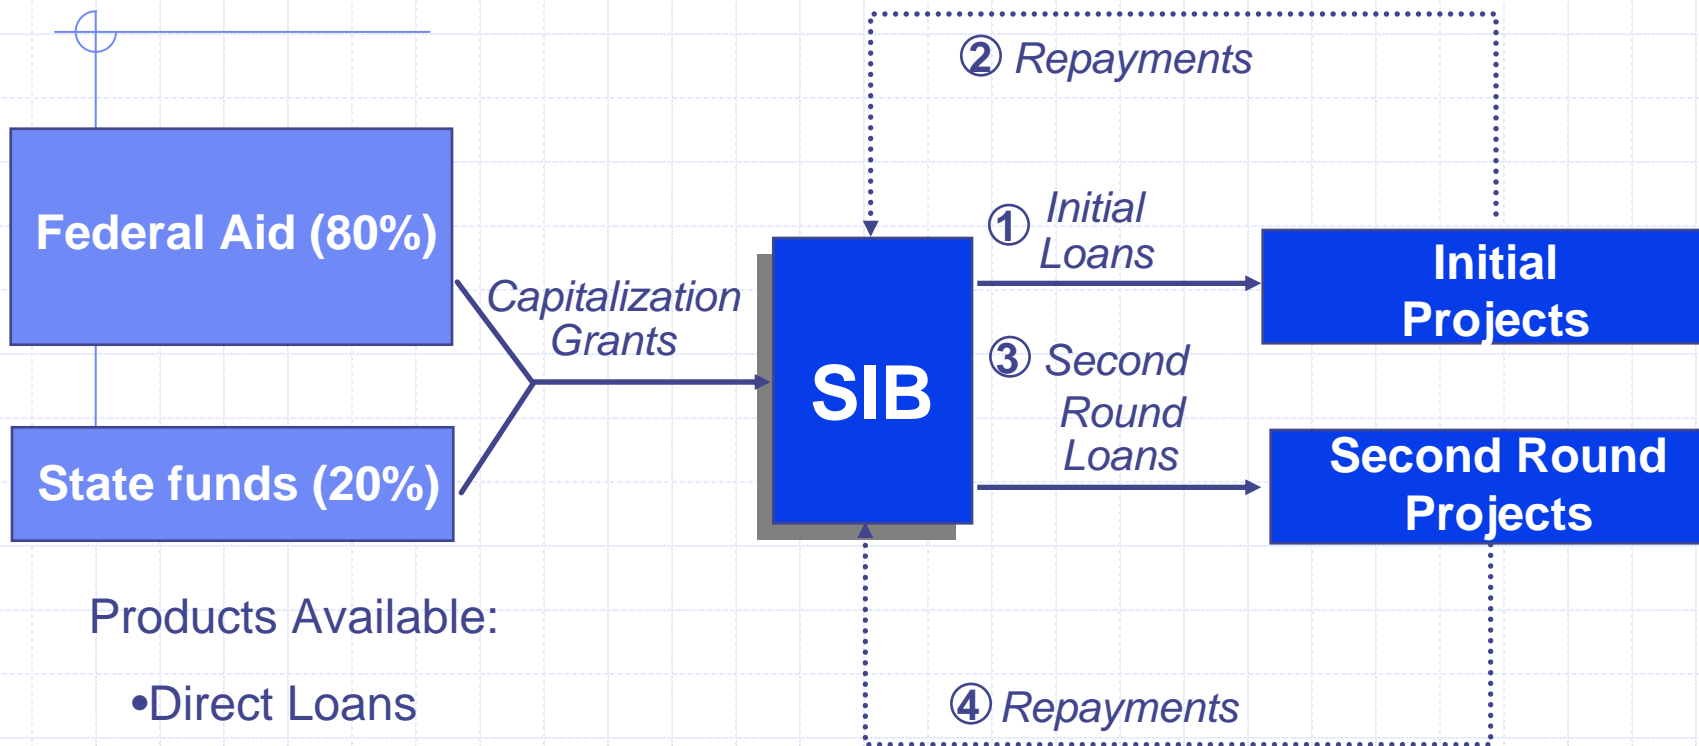 ② Repayments
Federal Aid (80%)
① Initial
Loans
Initial
Projects
Capitalization
Grants
SIB
③ Second
Round
Loans
Second Round
Projects
State funds (20%)
Products Available:
•Direct Loans
④ Repayments